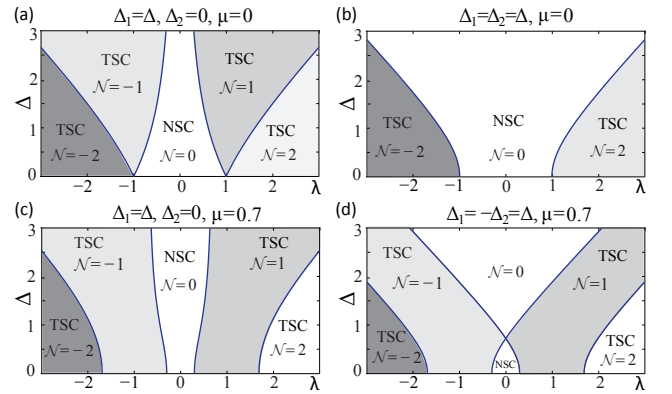 (a) Δ₁=Δ, Δ₂=0, μ=0
3
2
1
0
Δ
TSC
𝒩=−1
TSC
𝒩=1
TSC
𝒩=−2
NSC
𝒩=0
TSC
𝒩=2
−2 −1 0 1 2 λ
(b) Δ₁=Δ₂=Δ, μ=0
3
2
1
0
NSC
𝒩=0
TSC
𝒩=−2
TSC
𝒩=2
−2 −1 0 1 2 λ
(c) Δ₁=Δ, Δ₂=0, μ=0.7
3
2
1
0
Δ
TSC
𝒩=−1
NSC
𝒩=0
TSC
𝒩=1
TSC
𝒩=−2
TSC
𝒩=2
−2 −1 0 1 2 λ
(d) Δ₁=−Δ₂=Δ, μ=0.7
3
2
1
0
TSC
𝒩=−1
𝒩=0
TSC
𝒩=1
TSC
𝒩=−2
NSC
TSC
𝒩=2
−2 −1 0 1 2 λ